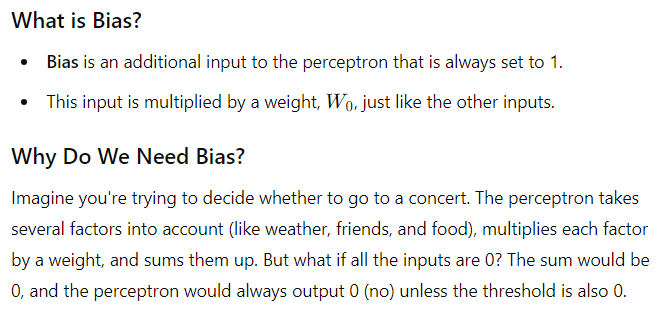 What is Bias?
• Bias is an additional input to the perceptron that is always set to 1.
• This input is multiplied by a weight, W₀, just like the other inputs.
Why Do We Need Bias?
Imagine you're trying to decide whether to go to a concert. The perceptron takes
several factors into account (like weather, friends, and food), multiplies each factor
by a weight, and sums them up. But what if all the inputs are 0? The sum would be
0, and the perceptron would always output 0 (no) unless the threshold is also 0.